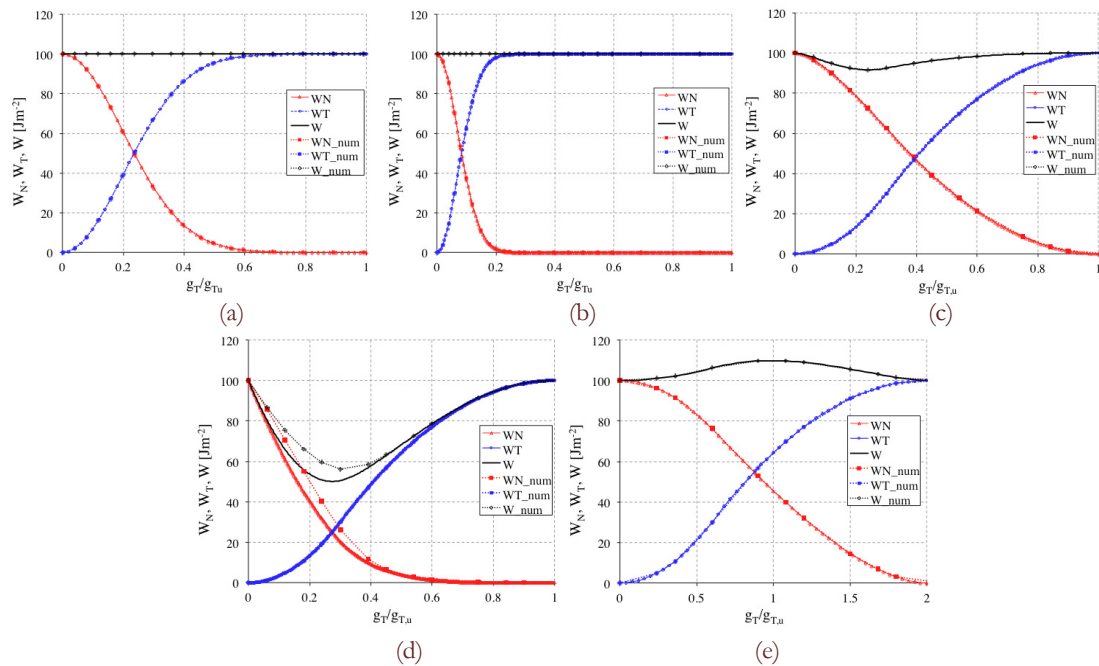 W_N, W_T, W [Jm^-2]
120
100
80
60
40
20
0
WN
WT
W
WN_num
WT_num
W_num
0 0.2 0.4 0.6 0.8 1
g_T/g_Tu
(a)
W_N, W_T, W [Jm^-2]
120
100
80
60
40
20
0
WN
WT
W
WN_num
WT_num
W_num
0 0.2 0.4 0.6 0.8 1
g_T/g_Tu
(b)
W_N, W_T, W [Jm^-2]
120
100
80
60
40
20
0
WN
WT
W
WN_num
WT_num
W_num
0 0.2 0.4 0.6 0.8 1
g_T/g_T,u
(c)
W_N, W_T, W [Jm^-2]
120
100
80
60
40
20
0
WN
WT
W
WN_num
WT_num
W_num
0 0.2 0.4 0.6 0.8 1
g_T/g_T,u
(d)
W_N, W_T, W [Jm^-2]
120
100
80
60
40
20
0
WN
WT
W
WN_num
WT_num
W_num
0 0.5 1 1.5 2
g_T/g_T,u
(e)